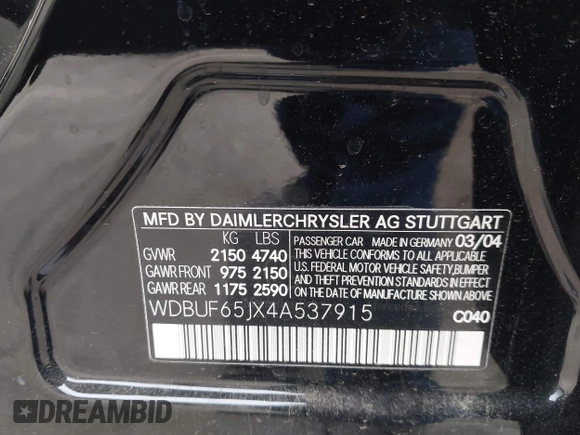 MFD BY DAIMLERCHRYSLER AG STUTTGART
KG LBS
GVWR 2150 4740
GAWR FRONT 975 2150
GAWR REAR 1175 2590
PASSENGER CAR MADE IN GERMANY 03/04
THIS VEHICLE CONFORMS TO ALL APPLICABLE
U.S. FEDERAL MOTOR VEHICLE SAFETY,BUMPER
AND THEFT PREVENTION STANDARDS IN EFFECT
ON THE DATE OF MANUFACTURE SHOWN ABOVE.
WDBUF65JX4A537915
C040
DREAMBID